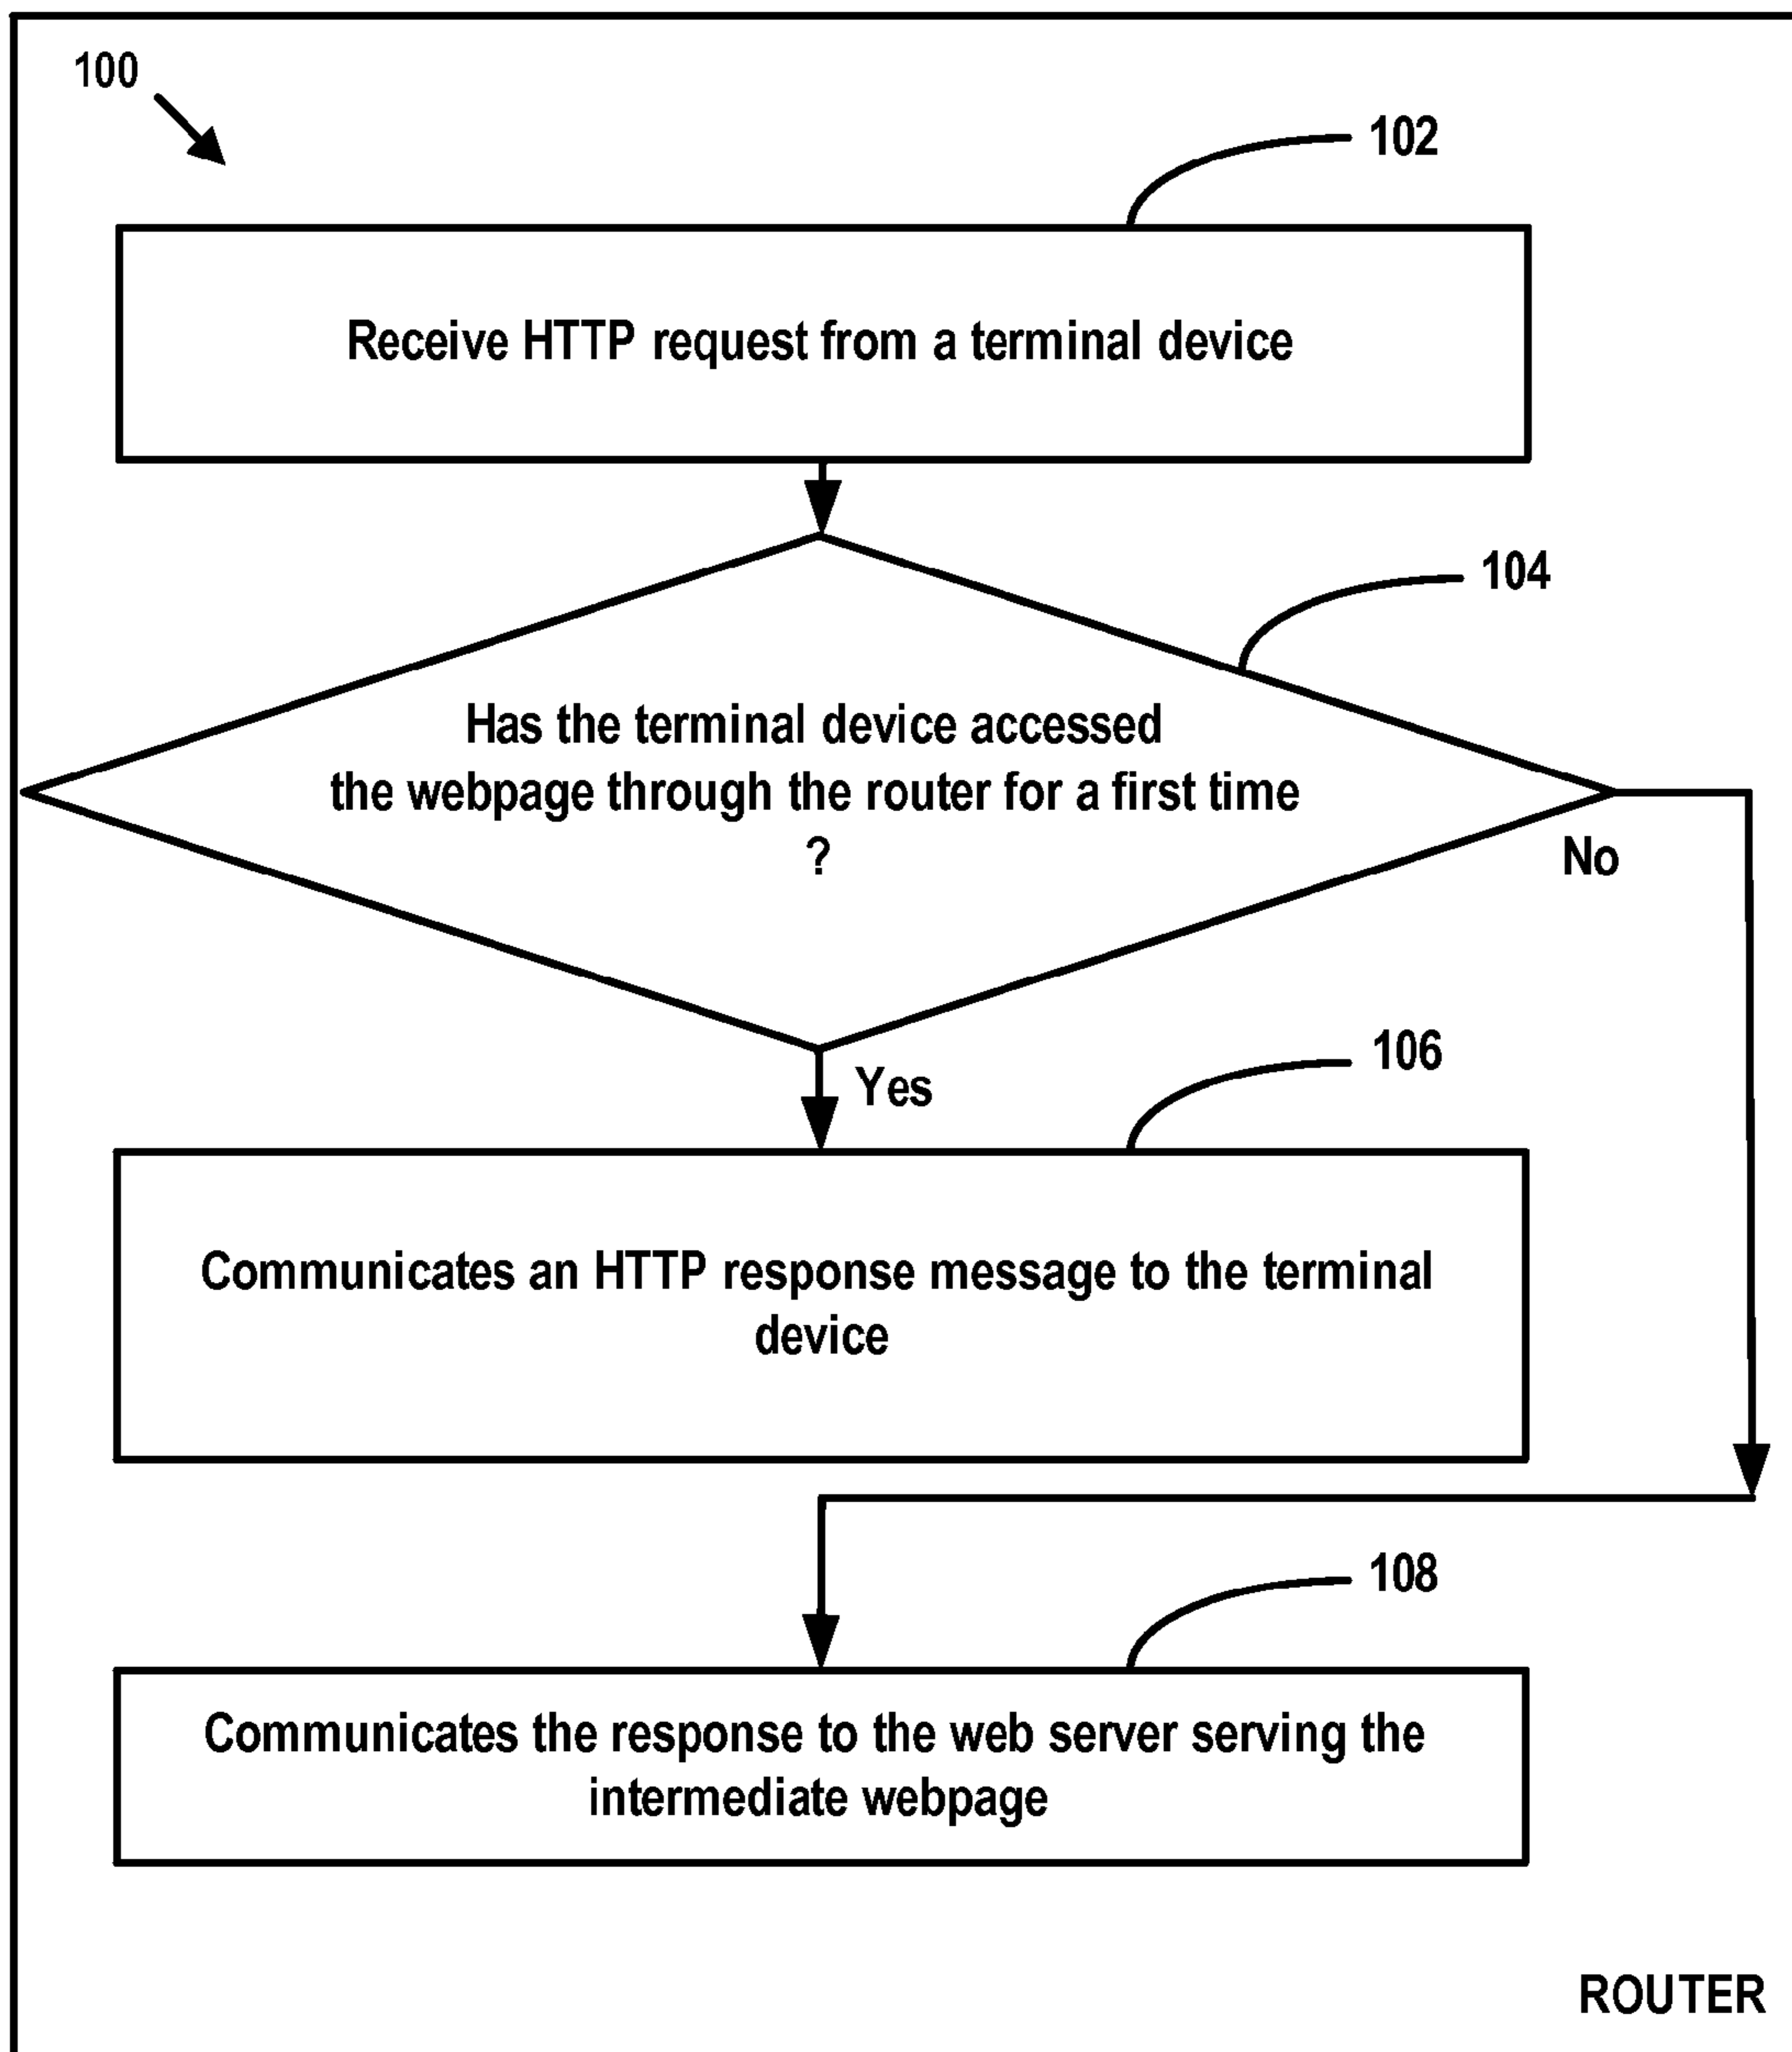 100
102
Receive HTTP request from a terminal device
104
Has the terminal device accessed
the webpage through the router for a first time
?
No
Yes
106
Communicates an HTTP response message to the terminal
device
108
Communicates the response to the web server serving the
intermediate webpage
ROUTER